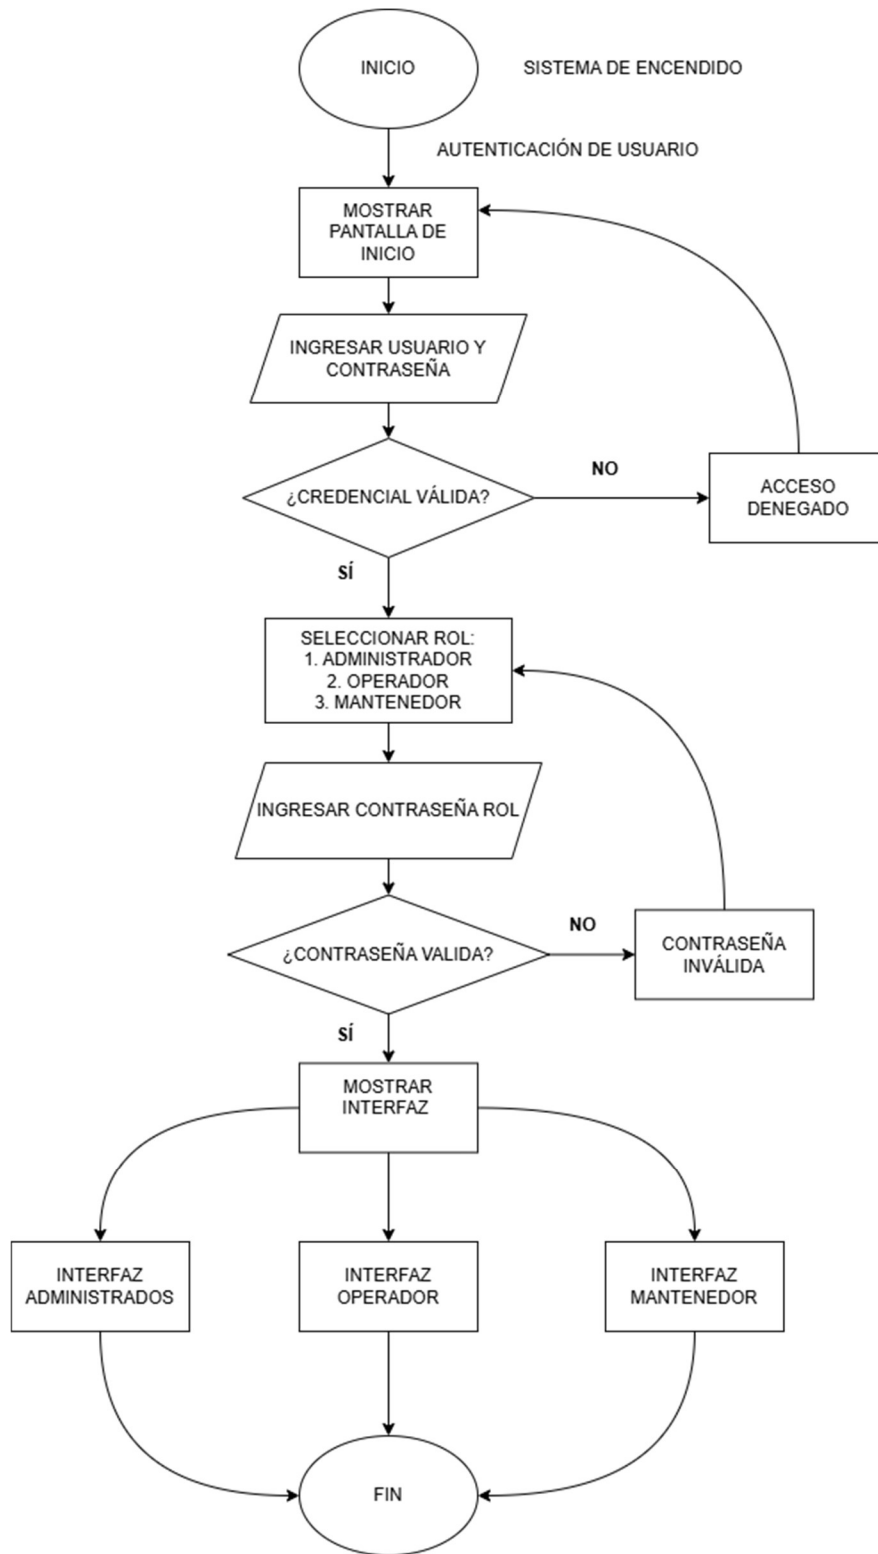 INICIO
SISTEMA DE ENCENDIDO
AUTENTICACIÓN DE USUARIO
MOSTRAR
PANTALLA DE
INICIO
INGRESAR USUARIO Y
CONTRASEÑA
¿CREDENCIAL VÁLIDA?
NO
ACCESO
DENEGADO
SÍ
SELECCIONAR ROL:
1. ADMINISTRADOR
2. OPERADOR
3. MANTENEDOR
INGRESAR CONTRASEÑA ROL
¿CONTRASEÑA VALIDA?
NO
CONTRASEÑA
INVÁLIDA
SÍ
MOSTRAR
INTERFAZ
INTERFAZ
ADMINISTRADOS
INTERFAZ
OPERADOR
INTERFAZ
MANTENEDOR
FIN